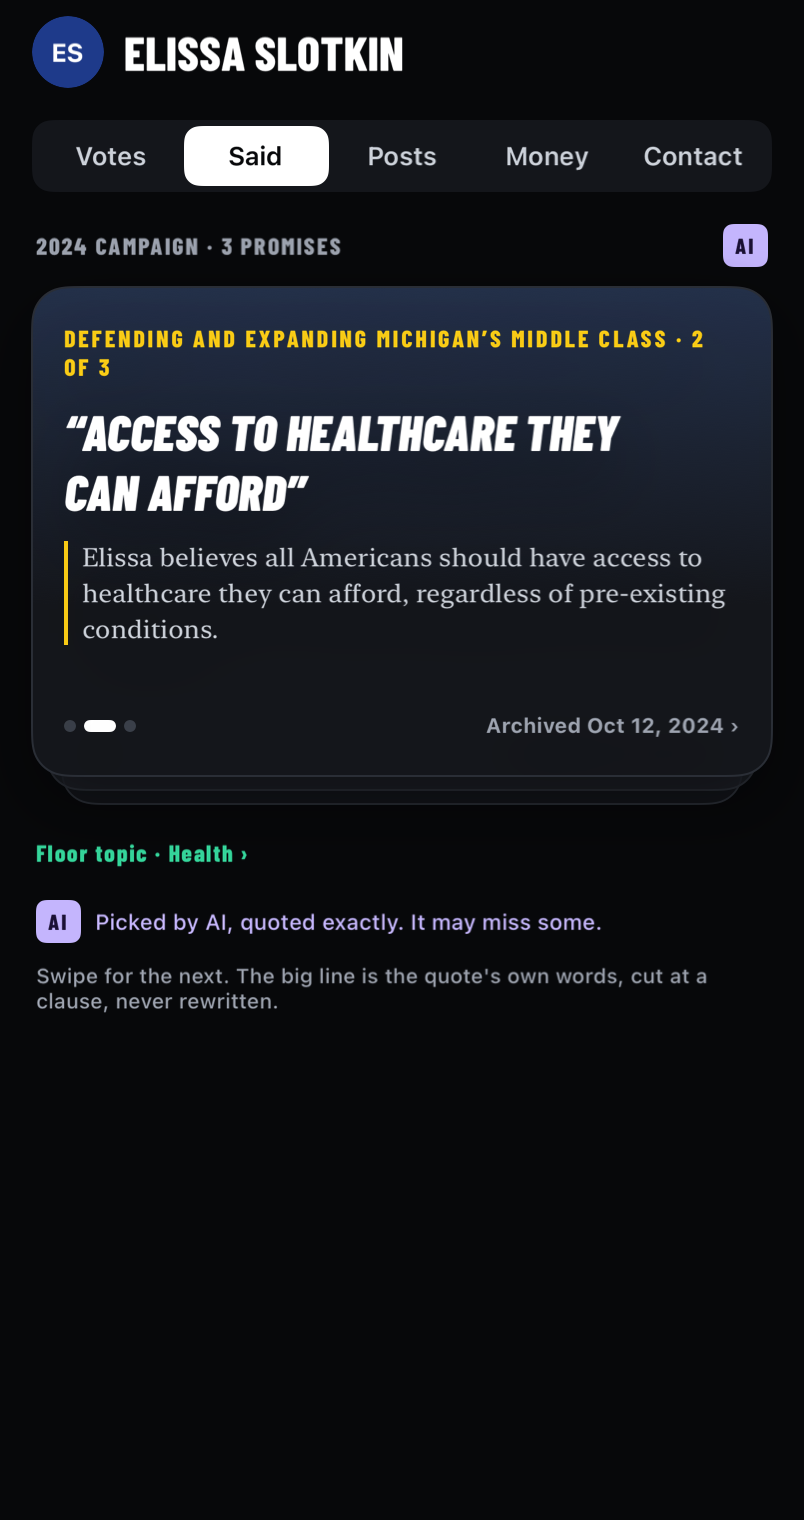 ES
ELISSA SLOTKIN
Votes
Said
Posts
Money
Contact
2024 CAMPAIGN · 3 PROMISES
AI
DEFENDING AND EXPANDING MICHIGAN’S MIDDLE CLASS · 2
OF 3
“ACCESS TO HEALTHCARE THEY
CAN AFFORD”
Elissa believes all Americans should have access to
healthcare they can afford, regardless of pre-existing
conditions.
Archived Oct 12, 2024 ›
Floor topic · Health ›
AI
Picked by AI, quoted exactly. It may miss some.
Swipe for the next. The big line is the quote's own words, cut at a
clause, never rewritten.